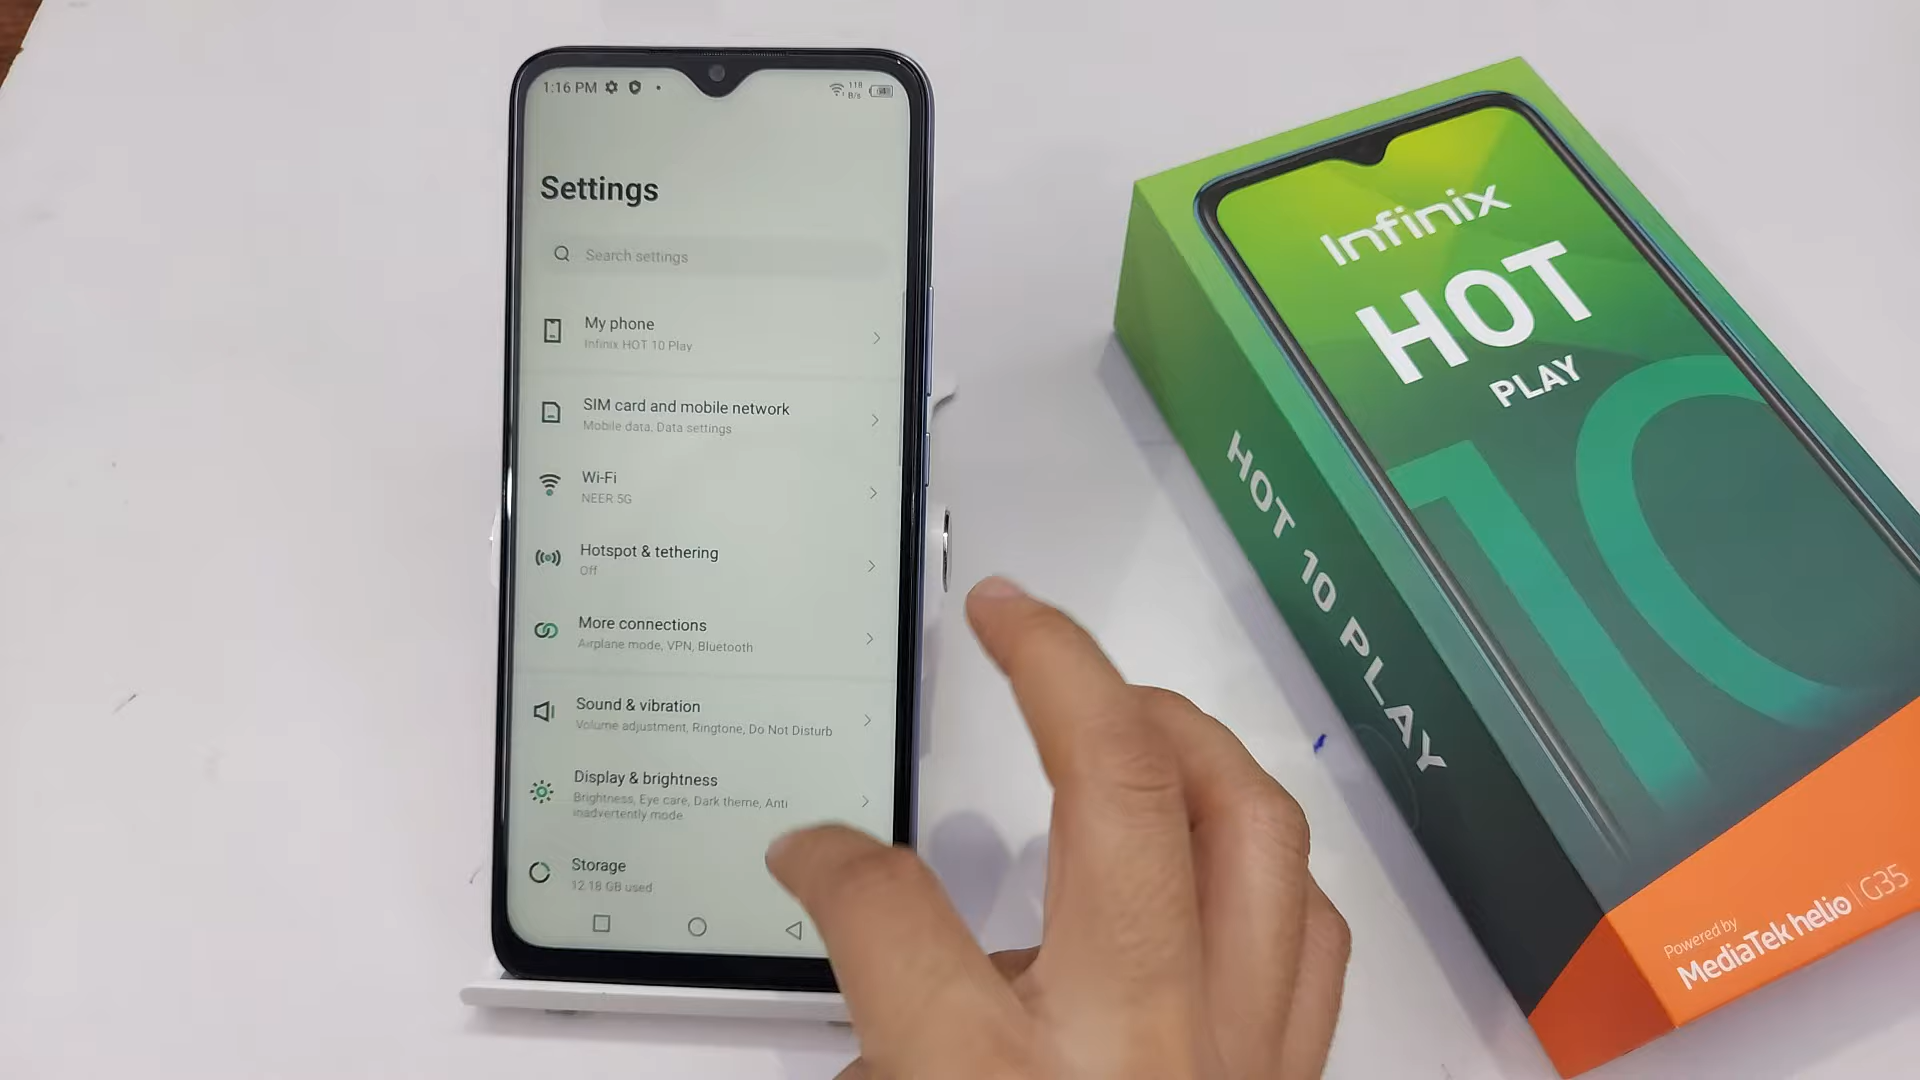 1:16 PM
118
B/s
Settings
Search settings
My phone
Infinix HOT 10 Play
SIM card and mobile network
Mobile data, Data settings
Wi-Fi
NEER 5G
Hotspot & tethering
Off
More connections
Airplane mode, VPN, Bluetooth
Sound & vibration
Volume adjustment, Ringtone, Do Not Disturb
Display & brightness
Brightness, Eye care, Dark theme, Anti
inadvertently mode
Storage
12.18 GB used
Infinix
HOT
PLAY
10
HOT 10 PLAY
Powered by
MediaTek helio | G35